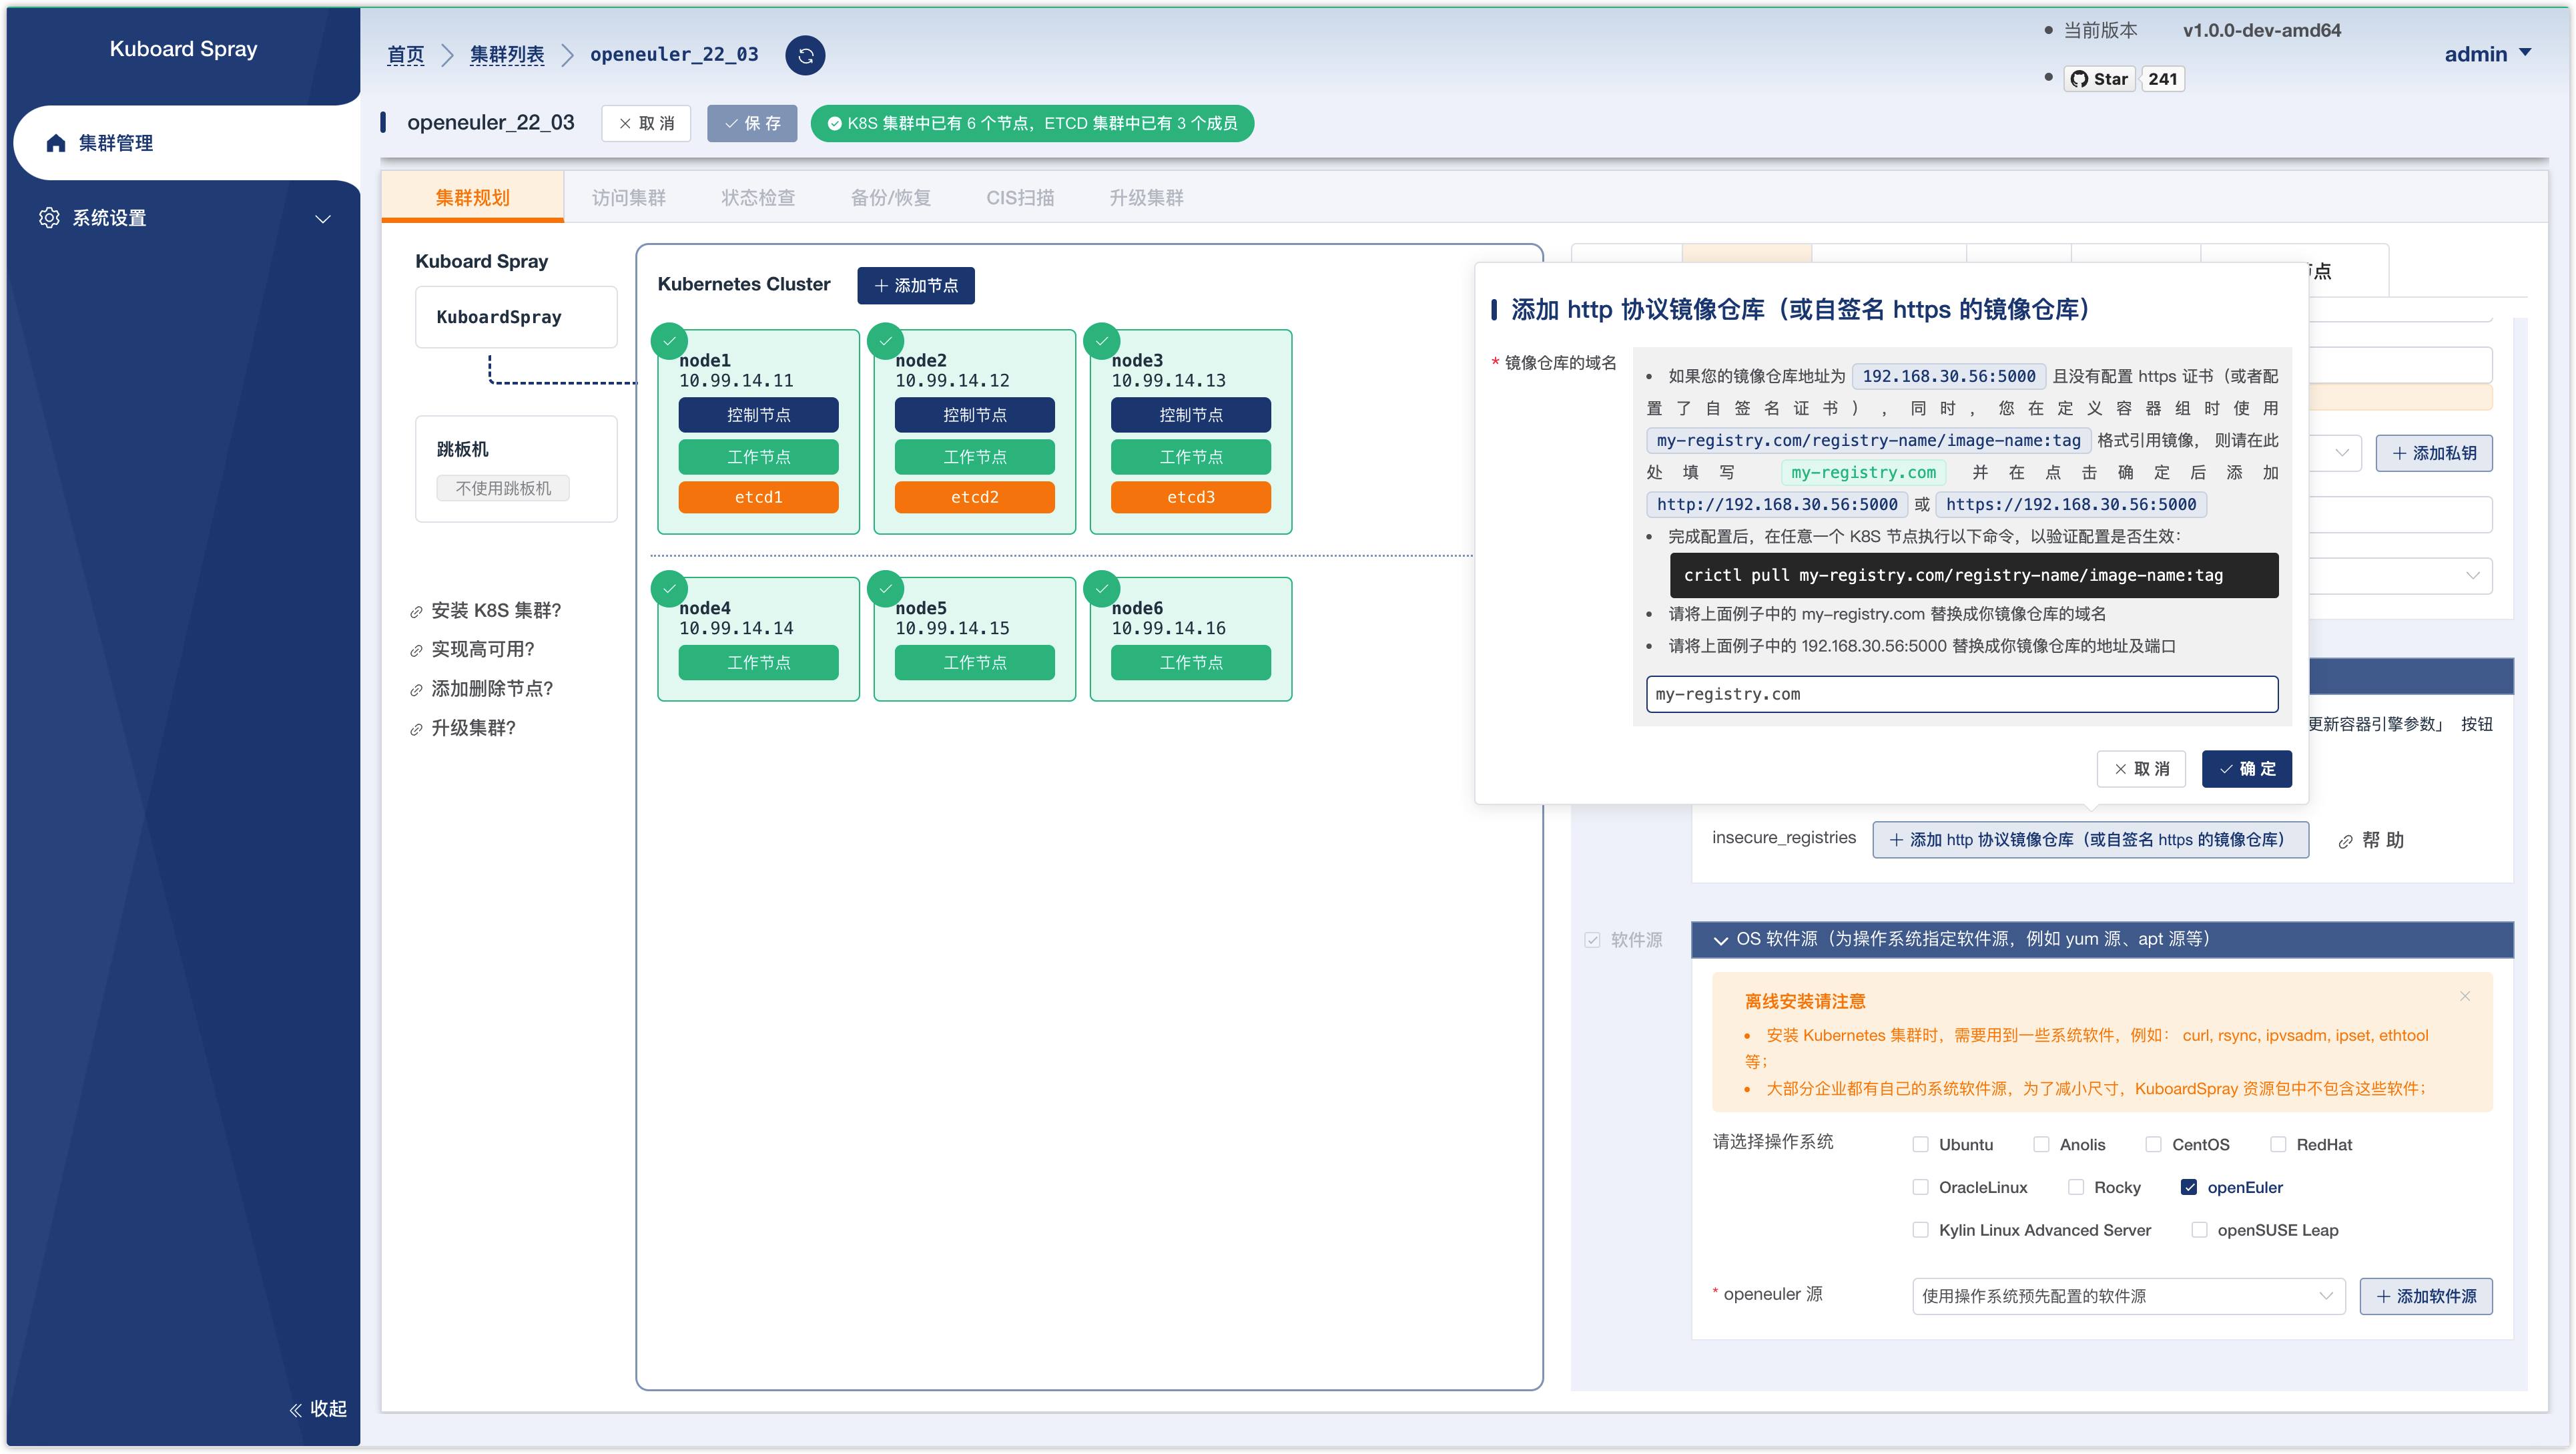 Kuboard Spray
集群管理
系统设置
收起
首页
集群列表
openeuler_22_03
当前版本 v1.0.0-dev-amd64
Star 241
admin
openeuler_22_03
取 消
保 存
K8S 集群中已有 6 个节点，ETCD 集群中已有 3 个成员
集群规划
访问集群
状态检查
备份/恢复
CIS扫描
升级集群
Kuboard Spray
KuboardSpray
跳板机
不使用跳板机
安装 K8S 集群?
实现高可用?
添加删除节点?
升级集群?
Kubernetes Cluster
添加节点
node1
10.99.14.11
控制节点
工作节点
etcd1
node2
10.99.14.12
控制节点
工作节点
etcd2
node3
10.99.14.13
控制节点
工作节点
etcd3
node4
10.99.14.14
工作节点
node5
10.99.14.15
工作节点
node6
10.99.14.16
工作节点
点
添加 http 协议镜像仓库（或自签名 https 的镜像仓库）
* 镜像仓库的域名
如果您的镜像仓库地址为 192.168.30.56:5000 且没有配置 https 证书（或者配
置了自签名证书），同时，您在定义容器组时使用
my-registry.com/registry-name/image-name:tag 格式引用镜像，则请在此
处填写 my-registry.com 并在点击确定后添加
http://192.168.30.56:5000 或 https://192.168.30.56:5000
完成配置后，在任意一个 K8S 节点执行以下命令，以验证配置是否生效：
crictl pull my-registry.com/registry-name/image-name:tag
请将上面例子中的 my-registry.com 替换成你镜像仓库的域名
请将上面例子中的 192.168.30.56:5000 替换成你镜像仓库的地址及端口
my-registry.com
取 消
确 定
添加私钥
更新容器引擎参数」 按钮
insecure_registries
添加 http 协议镜像仓库（或自签名 https 的镜像仓库）
帮 助
软件源
OS 软件源（为操作系统指定软件源，例如 yum 源、apt 源等）
离线安装请注意
安装 Kubernetes 集群时，需要用到一些系统软件，例如： curl, rsync, ipvsadm, ipset, ethtool
等；
大部分企业都有自己的系统软件源，为了减小尺寸，KuboardSpray 资源包中不包含这些软件；
请选择操作系统
Ubuntu
Anolis
CentOS
RedHat
OracleLinux
Rocky
openEuler
Kylin Linux Advanced Server
openSUSE Leap
* openeuler 源
使用操作系统预先配置的软件源
添加软件源